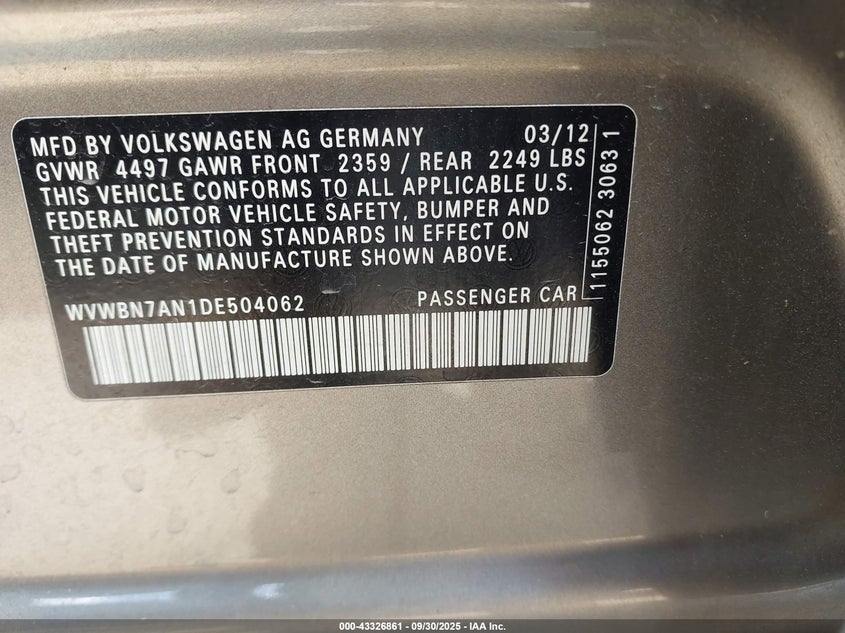 MFD BY VOLKSWAGEN AG GERMANY 03/12
GVWR 4497 GAWR FRONT 2359 / REAR 2249 LBS
THIS VEHICLE CONFORMS TO ALL APPLICABLE U.S.
FEDERAL MOTOR VEHICLE SAFETY, BUMPER AND
THEFT PREVENTION STANDARDS IN EFFECT ON
THE DATE OF MANUFACTURE SHOWN ABOVE.
WVWBN7AN1DE504062 PASSENGER CAR
1155062 3063 1
000-43326861 - 09/30/2025 - IAA Inc.